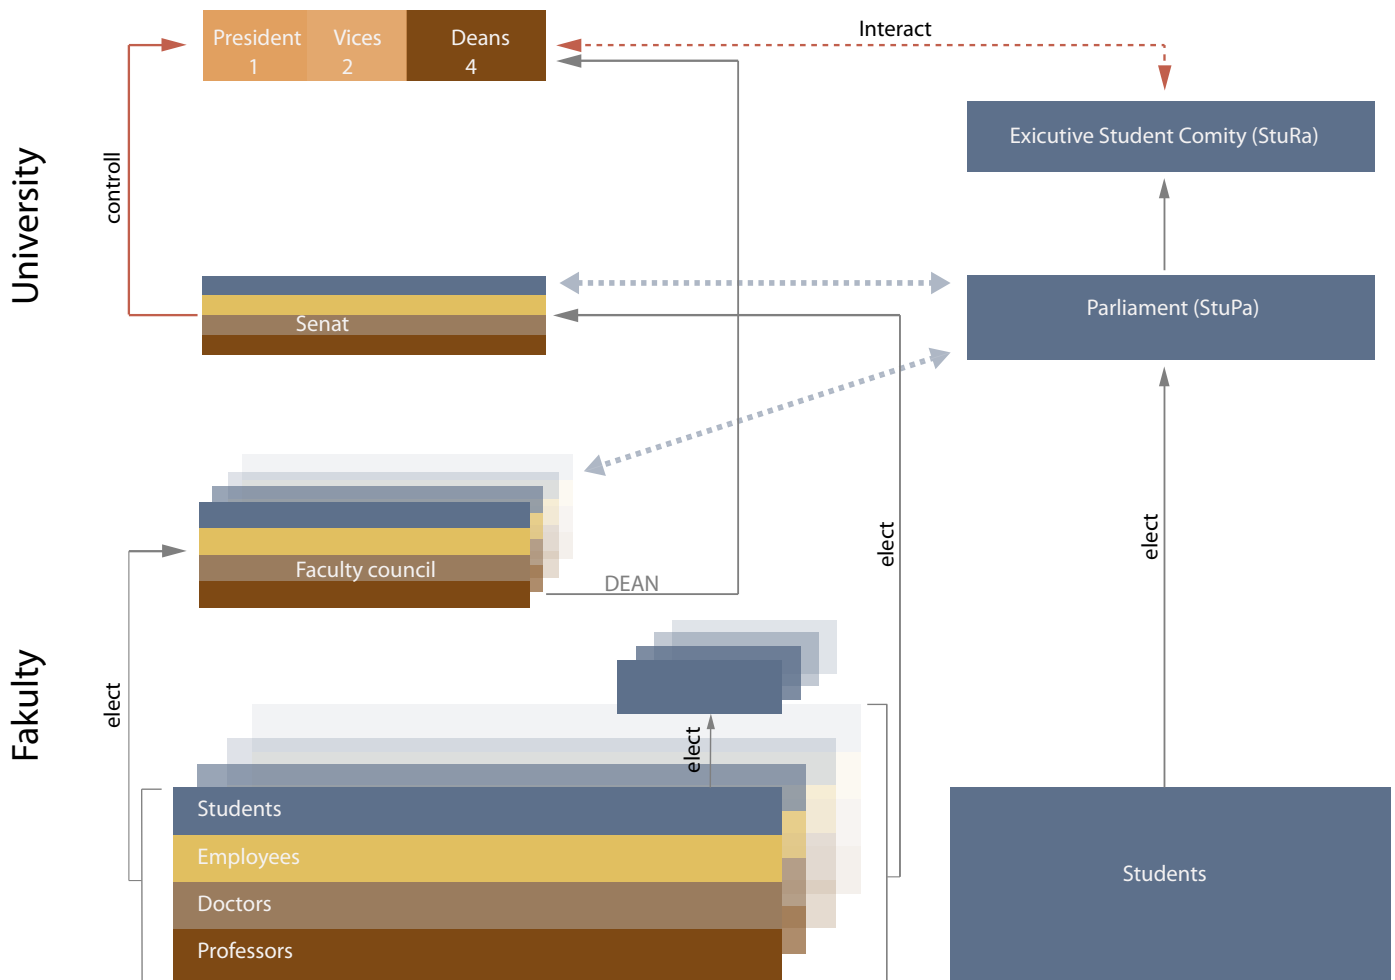 Interact
President
Vices
Deans
1
2
4
Exicutive Student Comity (StuRa)
University
controll
Parliament (StuPa)
Senat
elect
elect
Faculty council
DEAN
Fakulty
elect
elect
Students
Employees
Students
Doctors
Professors